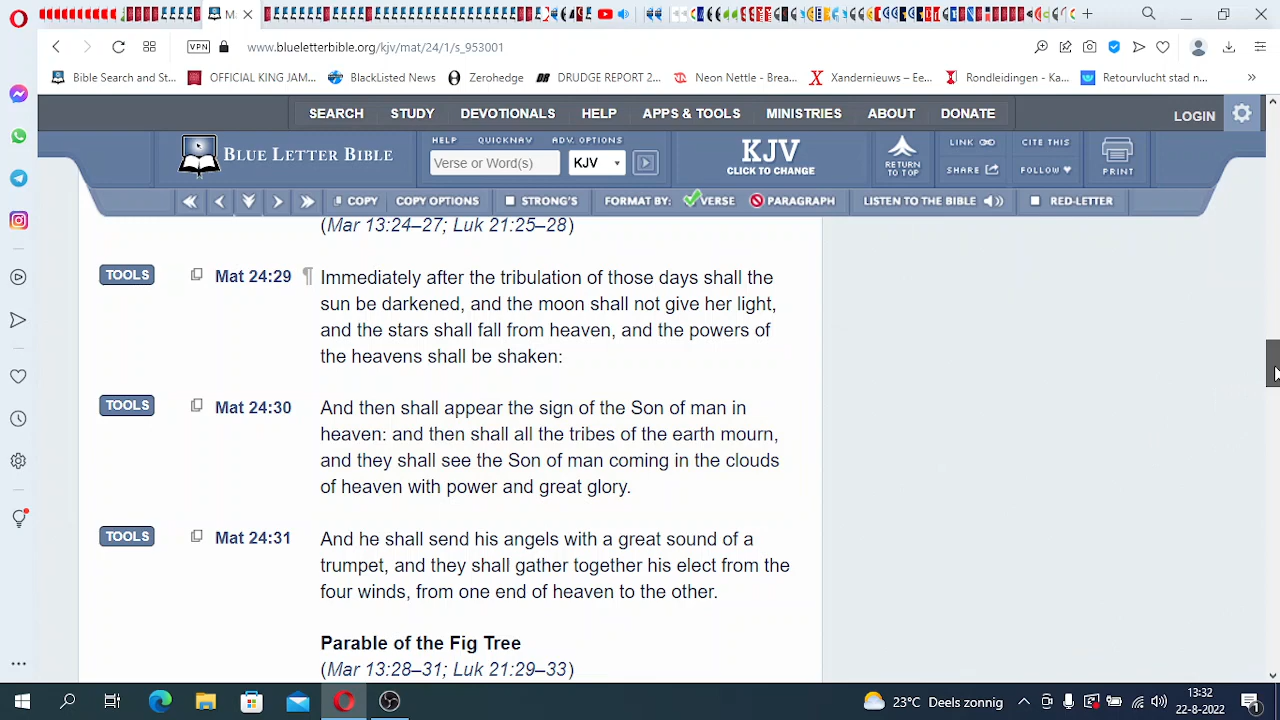 M
VPN
www.blueletterbible.org/kjv/mat/24/1/s_953001
Bible Search and St... OFFICIAL KING JAM... BlackListed News Zerohedge DRUDGE REPORT 2... Neon Nettle - Brea... Xandernieuws – Ee... Rondleidingen - Ka... Retourvlucht stad n... »
SEARCH STUDY DEVOTIONALS HELP APPS & TOOLS MINISTRIES ABOUT DONATE LOGIN
HELP QUICKNAV ADV. OPTIONS
BLUE LETTER BIBLE
Verse or Word(s) KJV
KJV
CLICK TO CHANGE
RETURN
TO TOP
LINK CITE THIS
SHARE FOLLOW
PRINT
COPY COPY OPTIONS STRONG'S FORMAT BY: VERSE PARAGRAPH LISTEN TO THE BIBLE RED-LETTER
(Mar 13:24–27; Luk 21:25–28)
TOOLS Mat 24:29 ¶ Immediately after the tribulation of those days shall the
sun be darkened, and the moon shall not give her light,
and the stars shall fall from heaven, and the powers of
the heavens shall be shaken:
TOOLS Mat 24:30 And then shall appear the sign of the Son of man in
heaven: and then shall all the tribes of the earth mourn,
and they shall see the Son of man coming in the clouds
of heaven with power and great glory.
TOOLS Mat 24:31 And he shall send his angels with a great sound of a
trumpet, and they shall gather together his elect from the
four winds, from one end of heaven to the other.
Parable of the Fig Tree
(Mar 13:28–31; Luk 21:29–33)
23°C Deels zonnig
13:32
22-8-2022
1